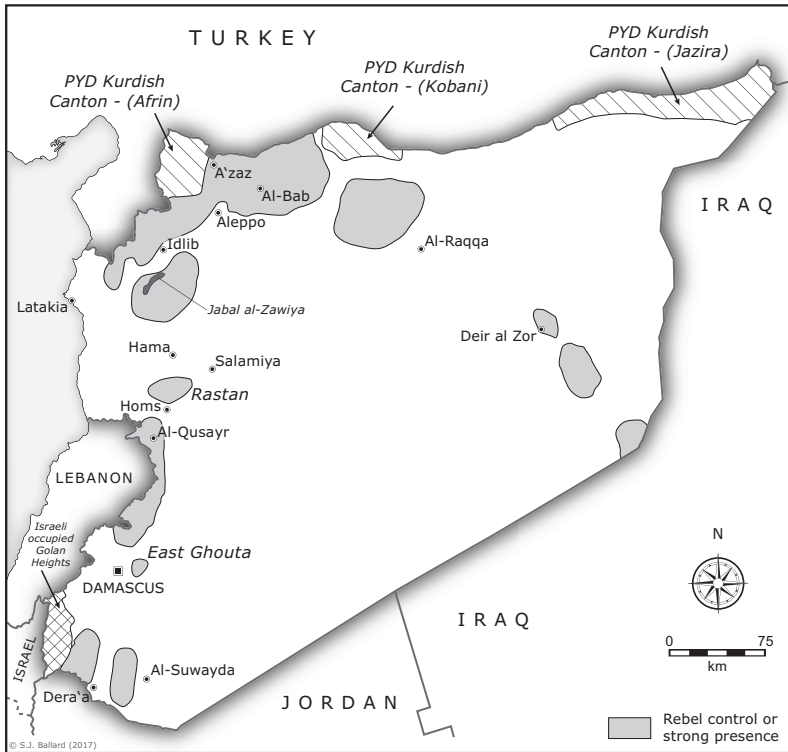 TURKEY
PYD Kurdish
Canton - (Jazira)
PYD Kurdish
Canton - (Kobani)
PYD Kurdish
Canton - (Afrin)
A‘zaz
Al-Bab
IRAQ
Aleppo
Idlib
Al-Raqqa
Latakia
Jabal al-Zawiya
Deir al Zor
Hama
Salamiya
Rastan
Homs
Al-Qusayr
LEBANON
Israeli
occupied
Golan
Heights
East Ghouta
N
DAMASCUS
IRAQ
0 75
km
ISRAEL
Al-Suwayda
Dera‘a
JORDAN
Rebel control or
strong presence
© S.J. Ballard (2017)